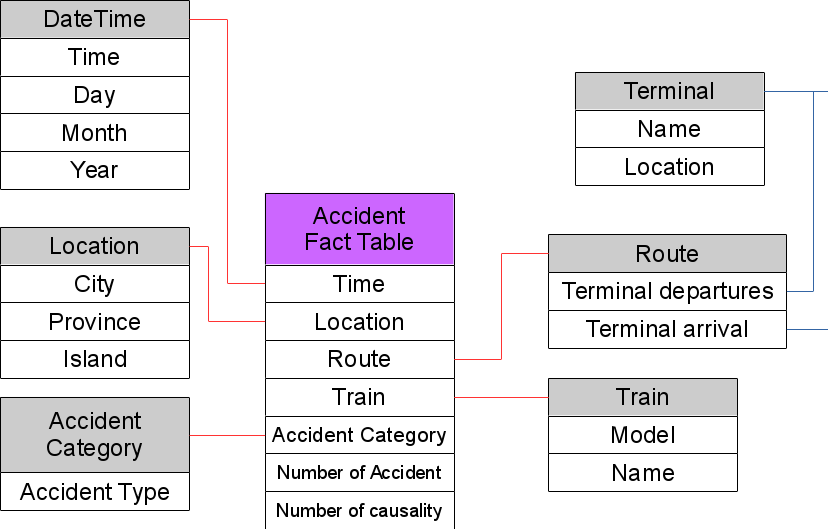 DateTime
Time
Day
Month
Year
Location
City
Province
Island
Accident
Category
Accident Type
Accident
Fact Table
Time
Location
Route
Train
Accident Category
Number of Accident
Number of causality
Terminal
Name
Location
Route
Terminal departures
Terminal arrival
Train
Model
Name